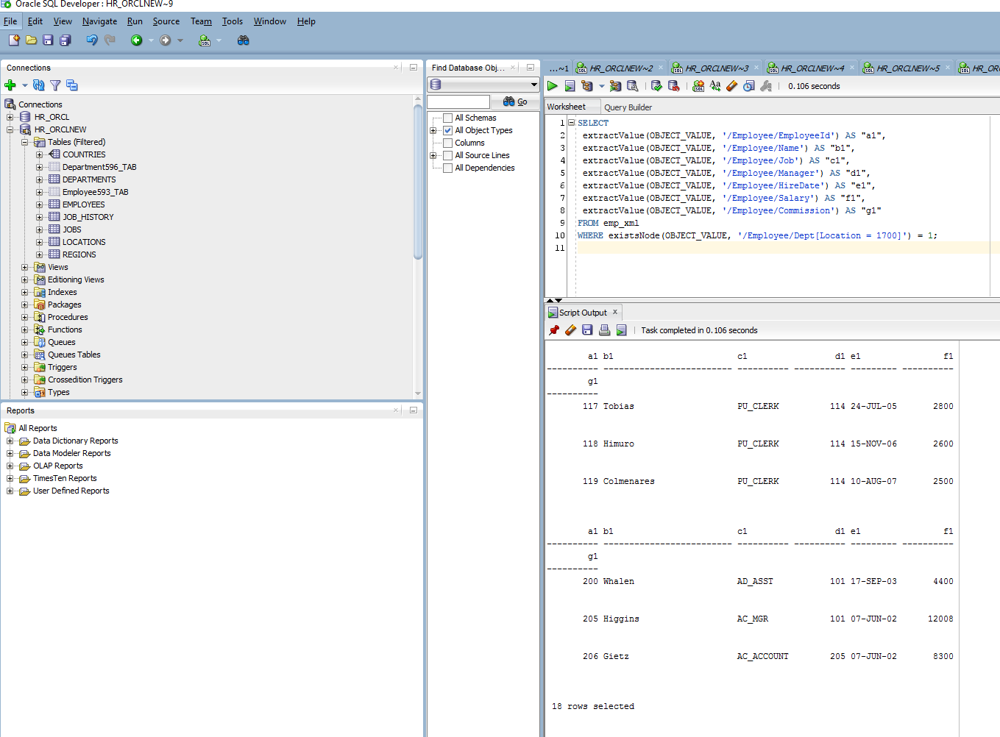 Oracle SQL Developer : HR_ORCLNEW~9
File Edit View Navigate Run Source Team Tools Window Help
Connections
Connections
HR_ORCL
HR_ORCLNEW
Tables (Filtered)
COUNTRIES
Department596_TAB
DEPARTMENTS
Employee593_TAB
EMPLOYEES
JOB_HISTORY
JOBS
LOCATIONS
REGIONS
Views
Editioning Views
Indexes
Packages
Procedures
Functions
Queues
Queues Tables
Triggers
Crossedition Triggers
Types
Reports
All Reports
Data Dictionary Reports
Data Modeler Reports
OLAP Reports
TimesTen Reports
User Defined Reports
Find Database Obj...
Go
All Schemas
All Object Types
Columns
All Source Lines
All Dependencies
...~1 HR_ORCLNEW~2 HR_ORCLNEW~3 HR_ORCLNEW~4 HR_ORCLNEW~5 HR_OR
SQL Aa 0.106 seconds
Worksheet Query Builder
1 SELECT
2 extractValue(OBJECT_VALUE, '/Employee/EmployeeId') AS "a1",
3 extractValue(OBJECT_VALUE, '/Employee/Name') AS "b1",
4 extractValue(OBJECT_VALUE, '/Employee/Job') AS "c1",
5 extractValue(OBJECT_VALUE, '/Employee/Manager') AS "d1",
6 extractValue(OBJECT_VALUE, '/Employee/HireDate') AS "e1",
7 extractValue(OBJECT_VALUE, '/Employee/Salary') AS "f1",
8 extractValue(OBJECT_VALUE, '/Employee/Commission') AS "g1"
9 FROM emp_xml
10 WHERE existsNode(OBJECT_VALUE, '/Employee/Dept[Location = 1700]') = 1;
11
Script Output x
Task completed in 0.106 seconds
a1 b1 c1 d1 e1 f1
---------- ------------------------- ---------- ---------- --------- ----------
g1
----------
117 Tobias PU_CLERK 114 24-JUL-05 2800
118 Himuro PU_CLERK 114 15-NOV-06 2600
119 Colmenares PU_CLERK 114 10-AUG-07 2500
a1 b1 c1 d1 e1 f1
---------- ------------------------- ---------- ---------- --------- ----------
g1
----------
200 Whalen AD_ASST 101 17-SEP-03 4400
205 Higgins AC_MGR 101 07-JUN-02 12008
206 Gietz AC_ACCOUNT 205 07-JUN-02 8300
18 rows selected